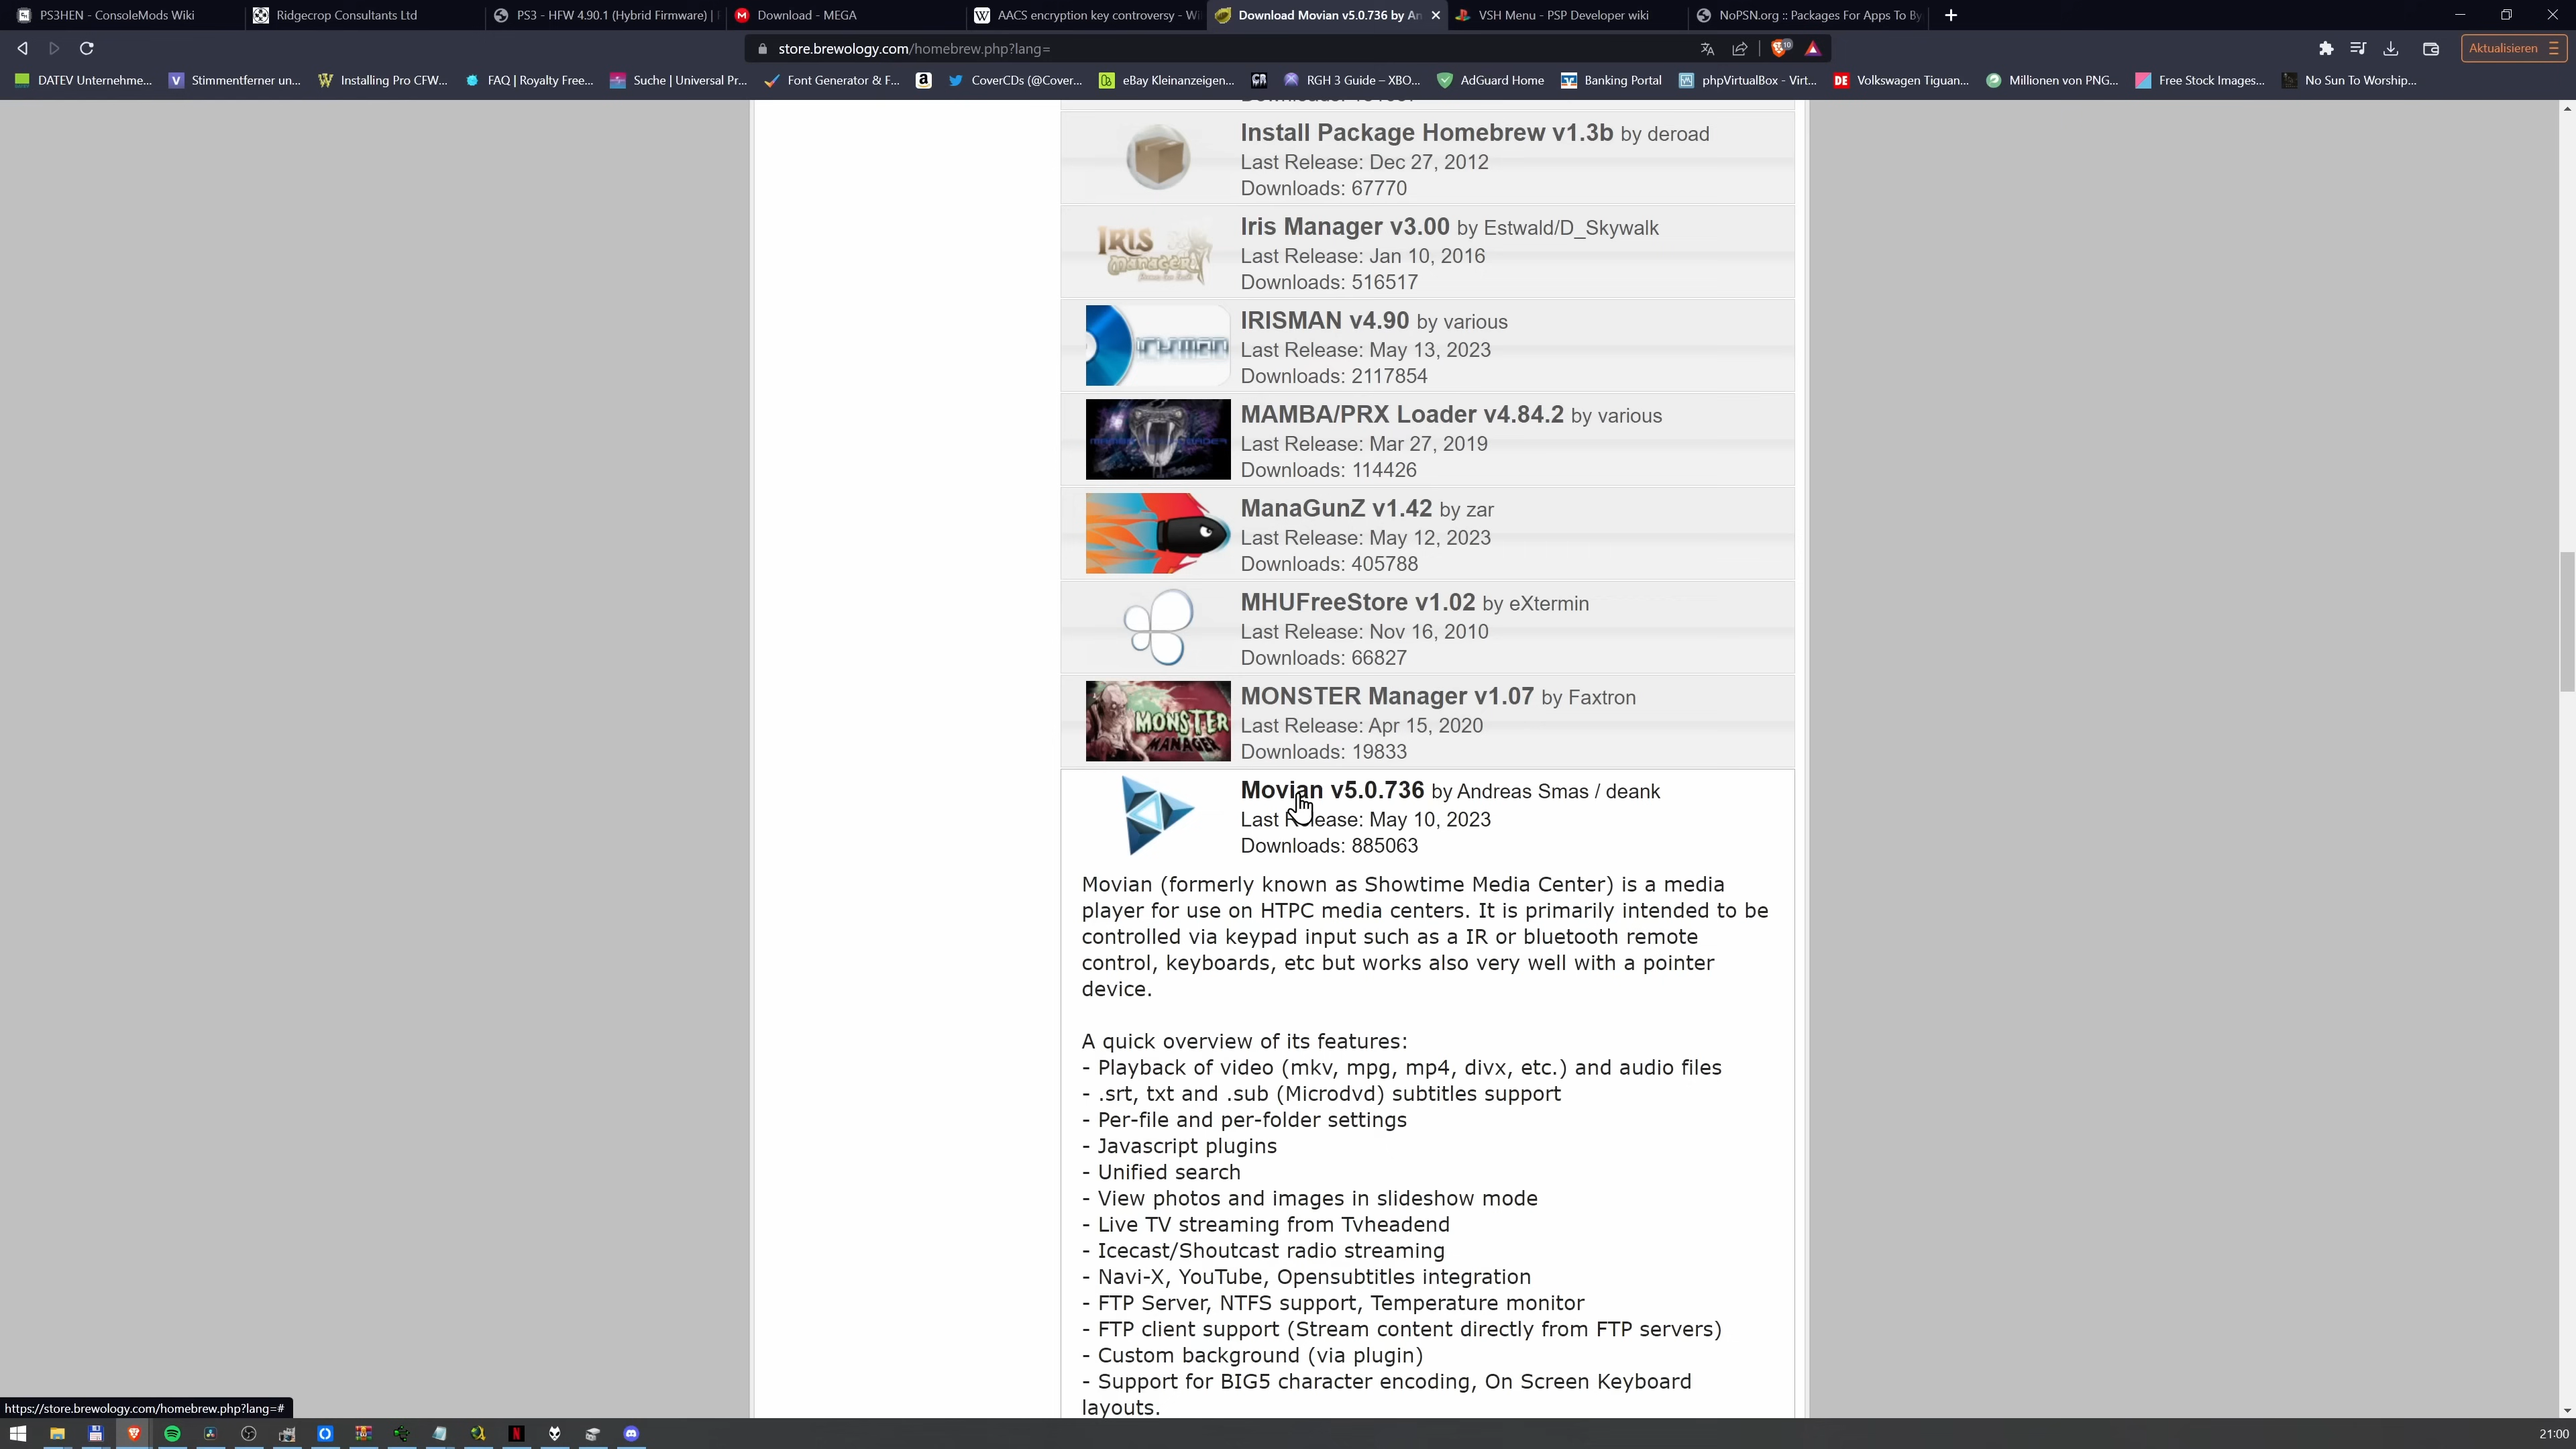 PS3HEN - ConsoleMods Wiki
Ridgecrop Consultants Ltd
PS3 - HFW 4.90.1 (Hybrid Firmware) |
Download - MEGA
AACS encryption key controversy - Wi
Download Movian v5.0.736 by An
VSH Menu - PSP Developer wiki
NoPSN.org :: Packages For Apps To By
store.brewology.com/homebrew.php?lang=
10
Aktualisieren
DATEV Unternehme...
Stimmentferner un...
Installing Pro CFW...
FAQ | Royalty Free...
Suche | Universal Pr...
Font Generator & F...
CoverCDs (@Cover...
eBay Kleinanzeigen...
RGH 3 Guide – XBO...
AdGuard Home
Banking Portal
phpVirtualBox - Virt...
Volkswagen Tiguan...
Millionen von PNG...
Free Stock Images...
No Sun To Worship...
Install Package Homebrew v1.3b by deroad
Last Release: Dec 27, 2012
Downloads: 67770
Iris Manager v3.00 by Estwald/D_Skywalk
Last Release: Jan 10, 2016
Downloads: 516517
IRISMAN v4.90 by various
Last Release: May 13, 2023
Downloads: 2117854
MAMBA/PRX Loader v4.84.2 by various
Last Release: Mar 27, 2019
Downloads: 114426
ManaGunZ v1.42 by zar
Last Release: May 12, 2023
Downloads: 405788
MHUFreeStore v1.02 by eXtermin
Last Release: Nov 16, 2010
Downloads: 66827
MONSTER
MANAGER
MONSTER Manager v1.07 by Faxtron
Last Release: Apr 15, 2020
Downloads: 19833
Movian v5.0.736 by Andreas Smas / deank
Last Release: May 10, 2023
Downloads: 885063
Movian (formerly known as Showtime Media Center) is a media
player for use on HTPC media centers. It is primarily intended to be
controlled via keypad input such as a IR or bluetooth remote
control, keyboards, etc but works also very well with a pointer
device.
A quick overview of its features:
- Playback of video (mkv, mpg, mp4, divx, etc.) and audio files
- .srt, txt and .sub (Microdvd) subtitles support
- Per-file and per-folder settings
- Javascript plugins
- Unified search
- View photos and images in slideshow mode
- Live TV streaming from Tvheadend
- Icecast/Shoutcast radio streaming
- Navi-X, YouTube, Opensubtitles integration
- FTP Server, NTFS support, Temperature monitor
- FTP client support (Stream content directly from FTP servers)
- Custom background (via plugin)
- Support for BIG5 character encoding, On Screen Keyboard
layouts.
https://store.brewology.com/homebrew.php?lang=#
21:00